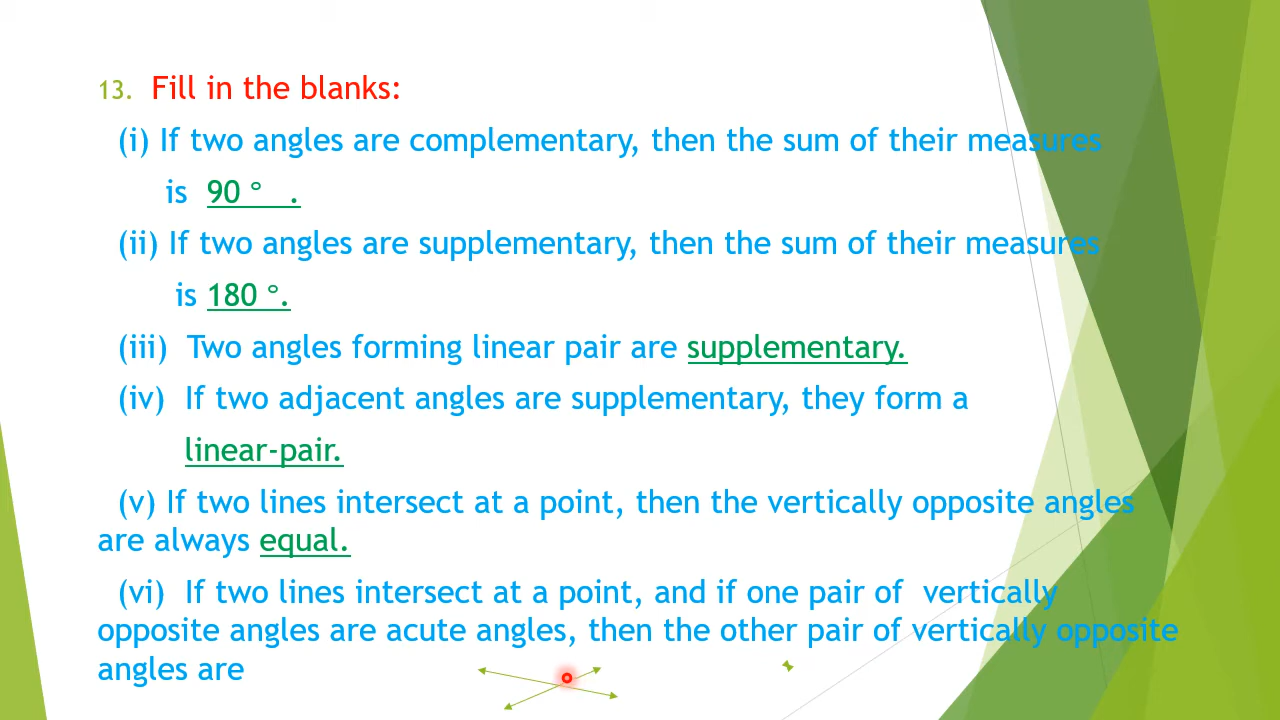 13. Fill in the blanks:
(i) If two angles are complementary, then the sum of their measures
is 90 ° .
(ii) If two angles are supplementary, then the sum of their measures
is 180 °.
(iii) Two angles forming linear pair are supplementary.
(iv) If two adjacent angles are supplementary, they form a
linear-pair.
(v) If two lines intersect at a point, then the vertically opposite angles
are always equal.
(vi) If two lines intersect at a point, and if one pair of vertically
opposite angles are acute angles, then the other pair of vertically opposite
angles are